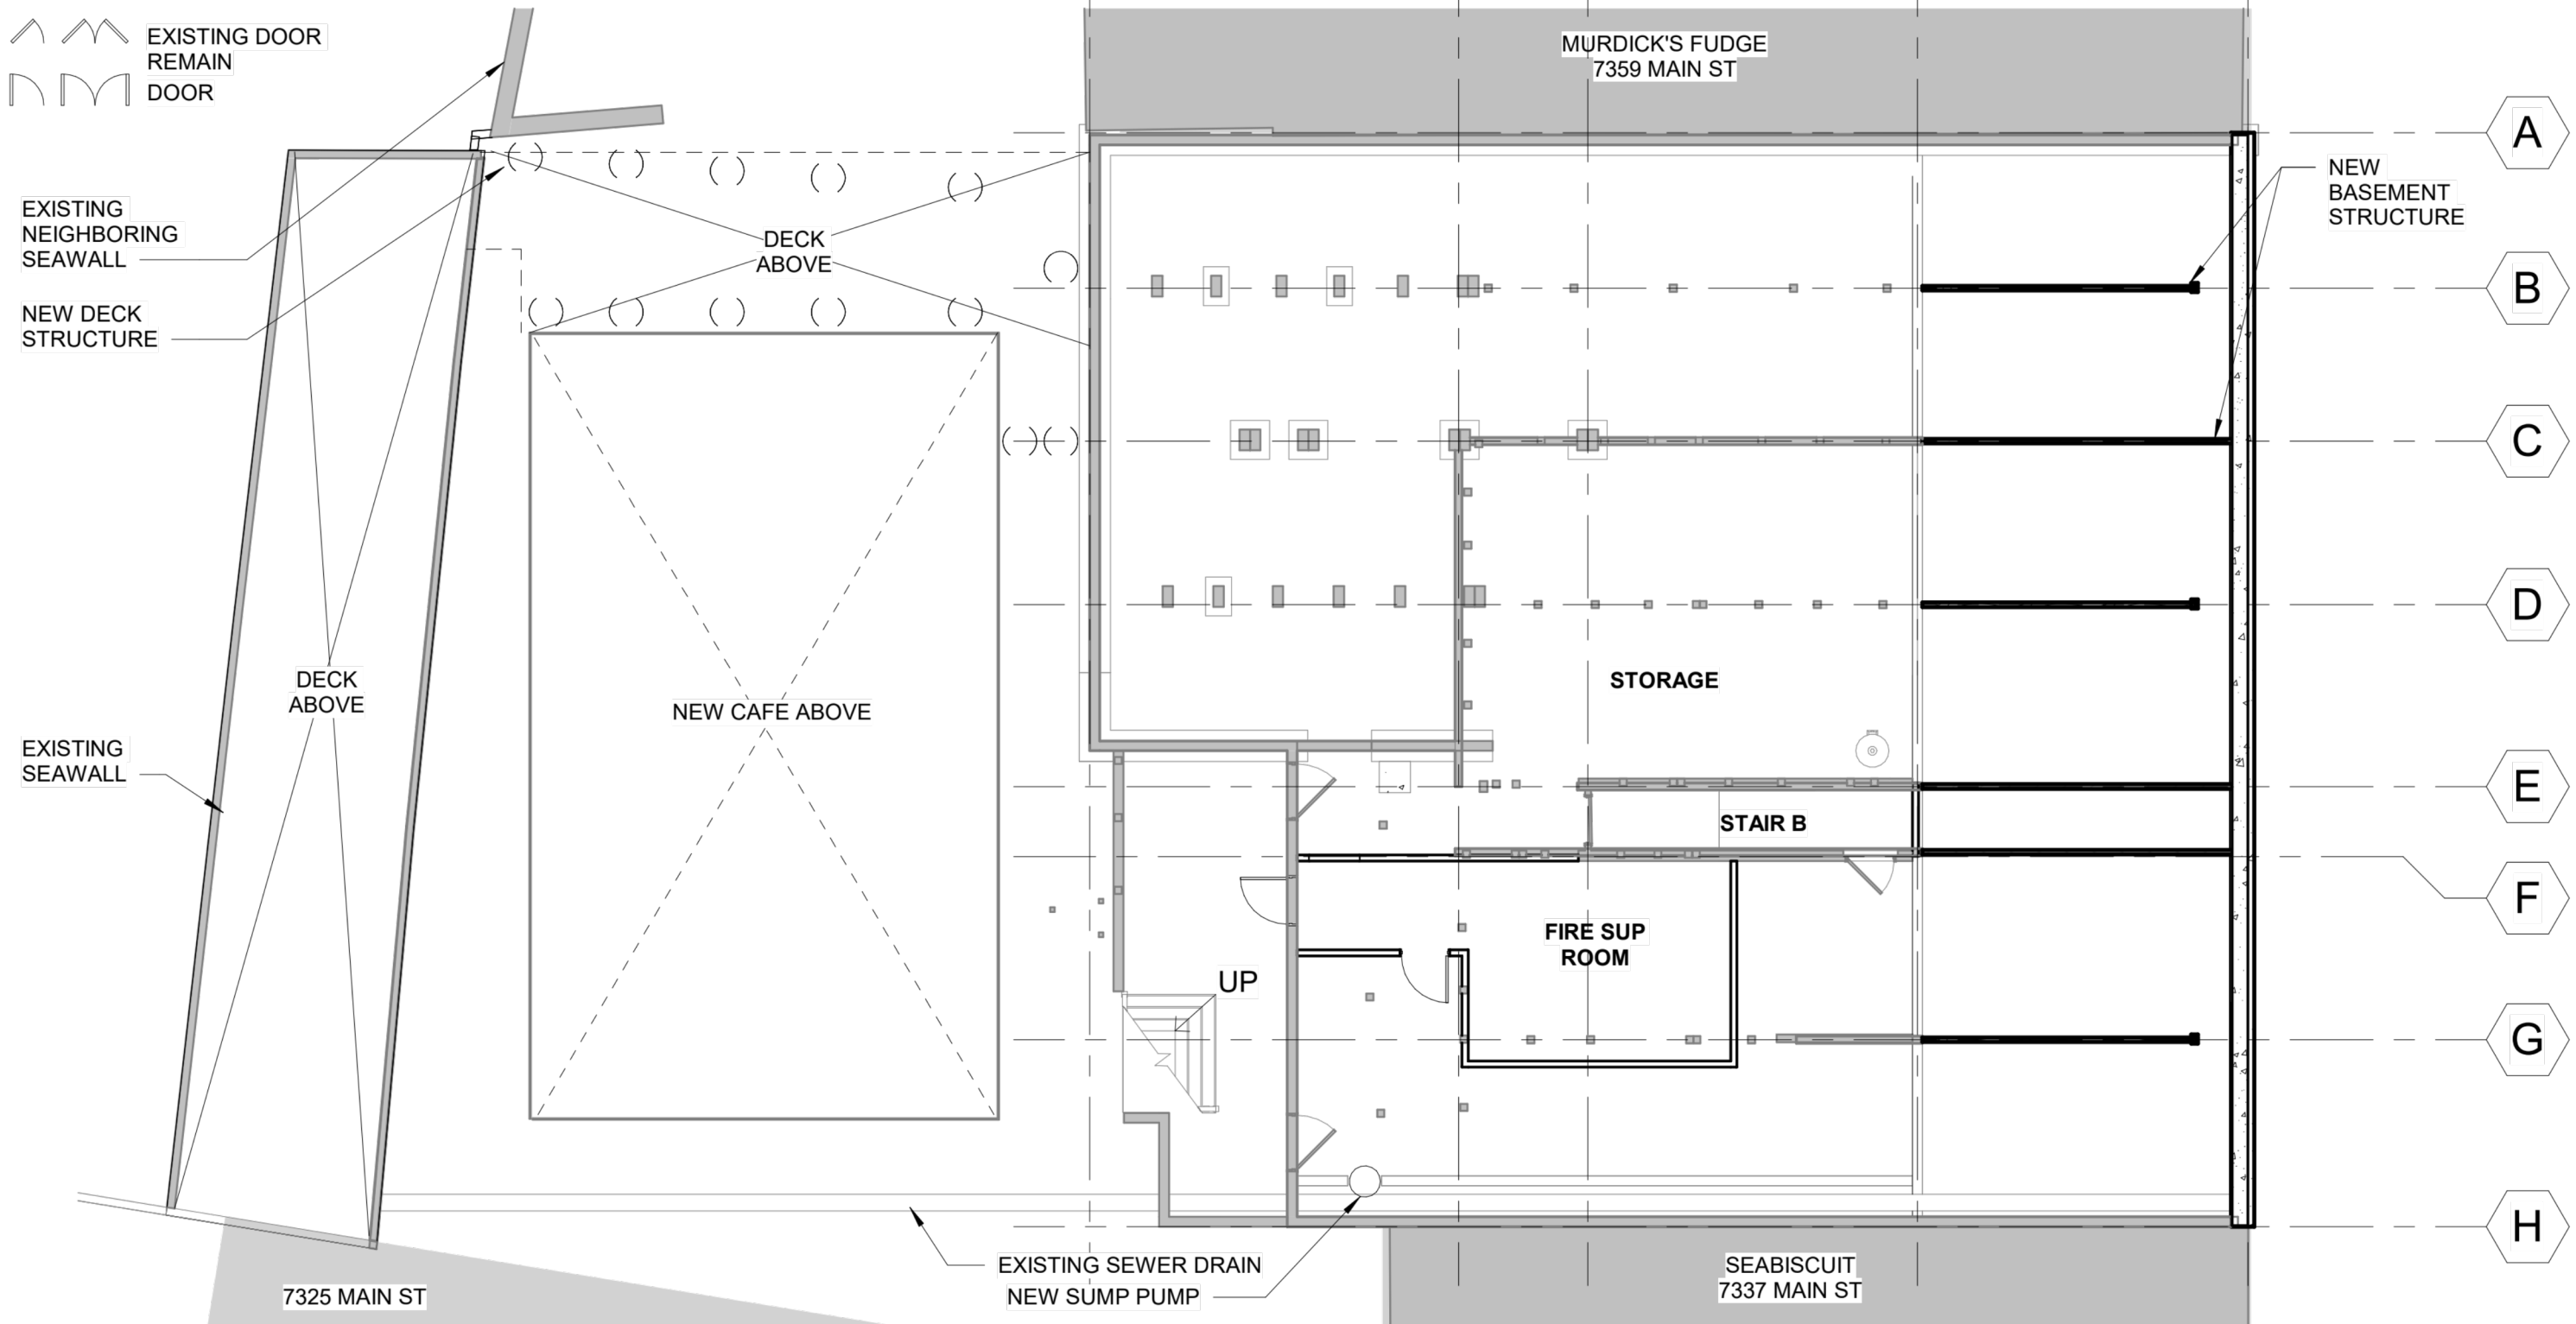 EXISTING DOOR
REMAIN
DOOR
MURDICK'S FUDGE
7359 MAIN ST
A
NEW
BASEMENT
STRUCTURE
EXISTING
NEIGHBORING
SEAWALL
DECK
ABOVE
B
NEW DECK
STRUCTURE
C
D
DECK
ABOVE
NEW CAFE ABOVE
STORAGE
EXISTING
SEAWALL
E
STAIR B
F
FIRE SUP
ROOM
UP
G
H
EXISTING SEWER DRAIN
NEW SUMP PUMP
SEABISCUIT
7337 MAIN ST
7325 MAIN ST